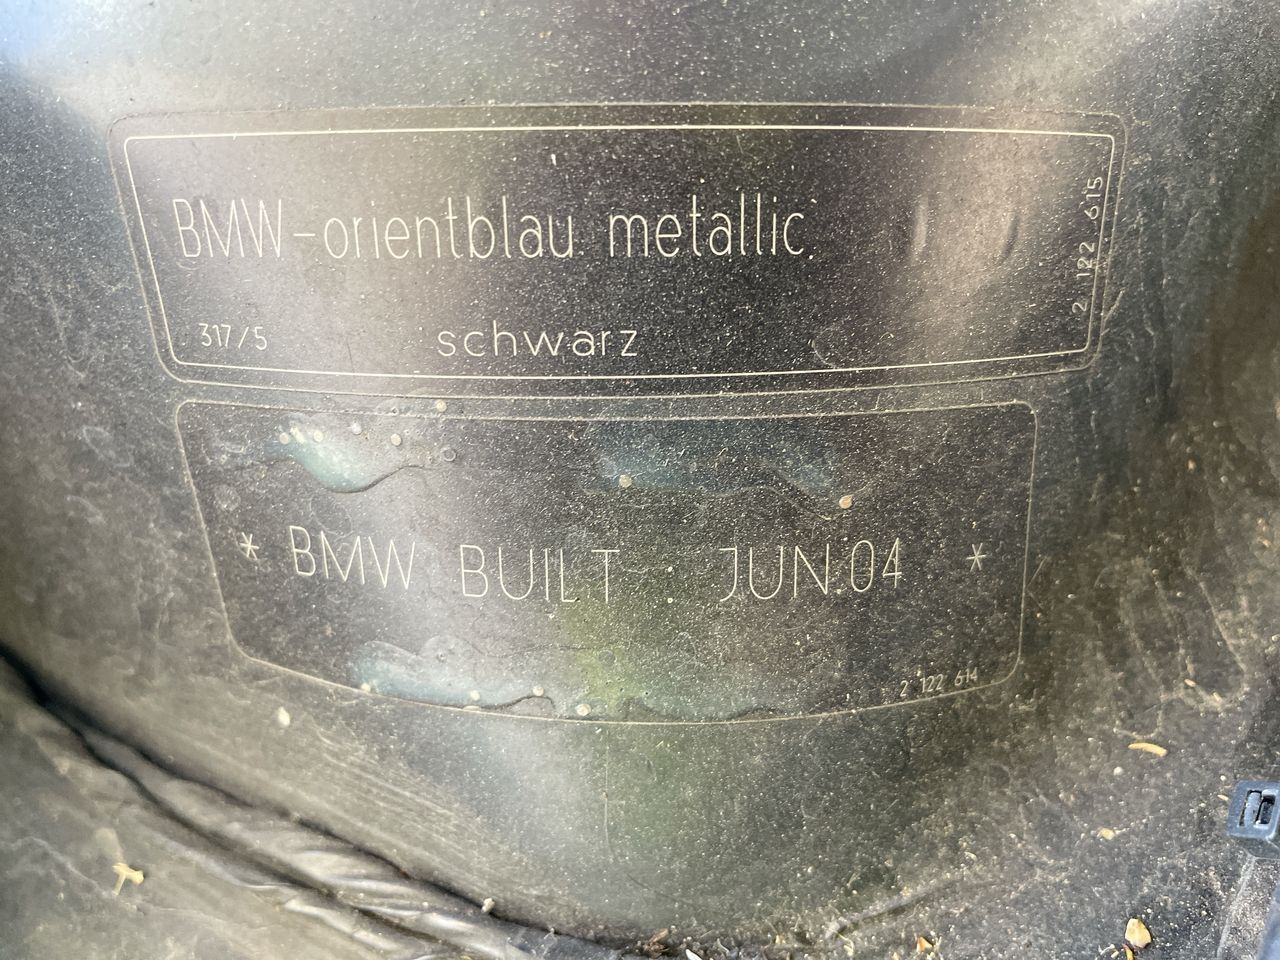 BMW-orientblau metallic
317/5 schwarz
2 122 615
* BMW BUILT . JUN.04 *
2 122 614